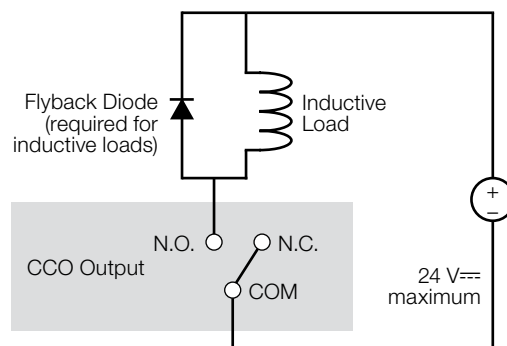 Flyback Diode
(required for
inductive loads)
Inductive
Load
+
–
N.O.
N.C.
CCO Output
COM
24 V⎓
maximum